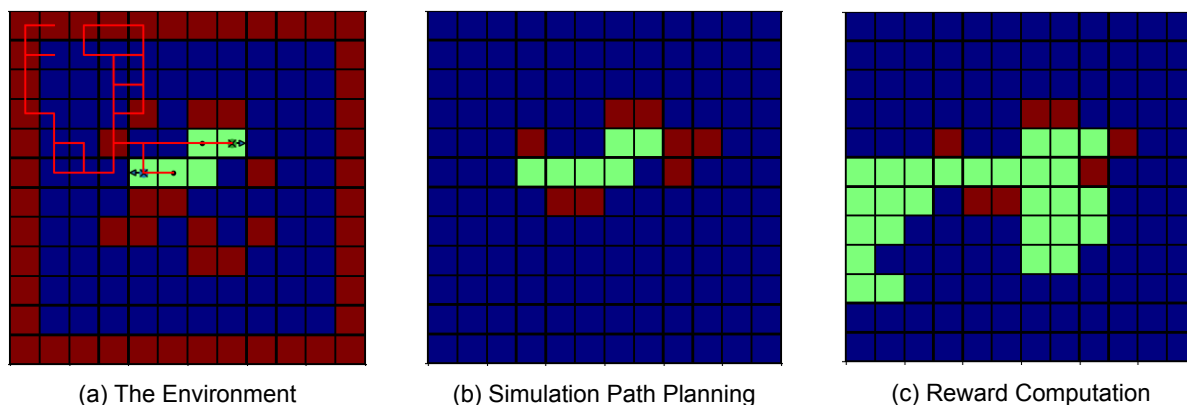 (a) The Environment
(b) Simulation Path Planning
(c) Reward Computation